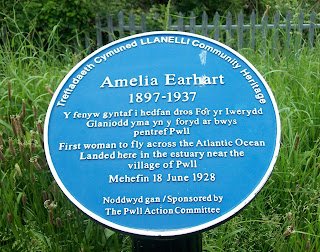 Treftadaeth Cymuned LLANELLI Community Heritage
Amelia Earhart
1897-1937
Y fenyw gyntaf i hedfan dros Fôr yr Iwerydd
Glaniodd yma yn y foryd ar bwys
pentref Pwll
First woman to fly across the Atlantic Ocean
Landed here in the estuary near the
village of Pwll
Mehefin 18 June 1928
Noddwyd gan / Sponsored by
The Pwll Action Committee